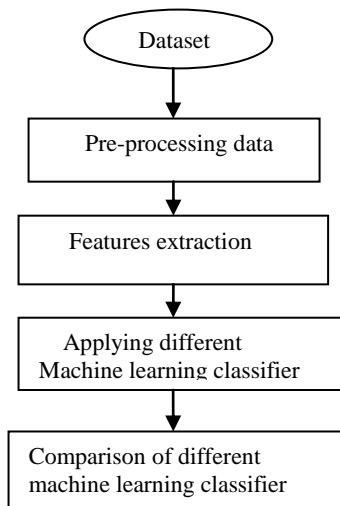 Dataset
Pre-processing data
Features extraction
Applying different
Machine learning classifier
Comparison of different
machine learning classifier